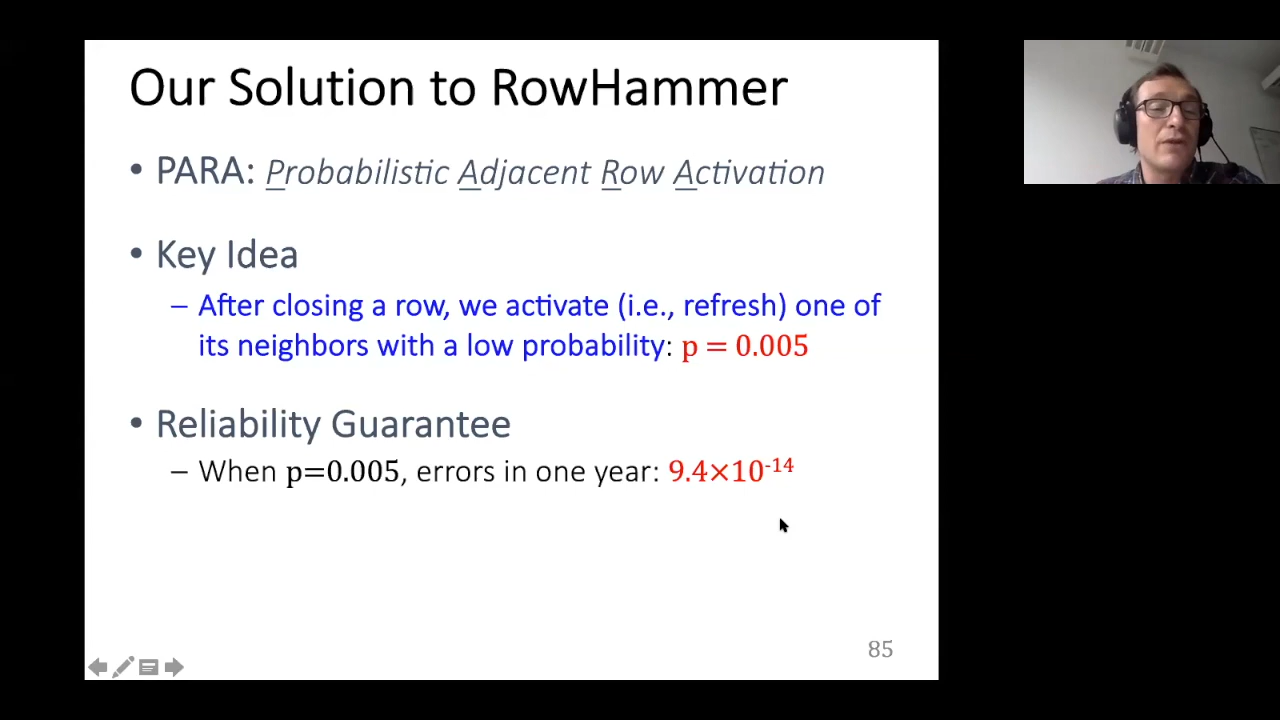 Our Solution to RowHammer
• PARA: Probabilistic Adjacent Row Activation
• Key Idea
– After closing a row, we activate (i.e., refresh) one of
its neighbors with a low probability: p = 0.005
• Reliability Guarantee
– When p=0.005, errors in one year: 9.4×10⁻¹⁴
85